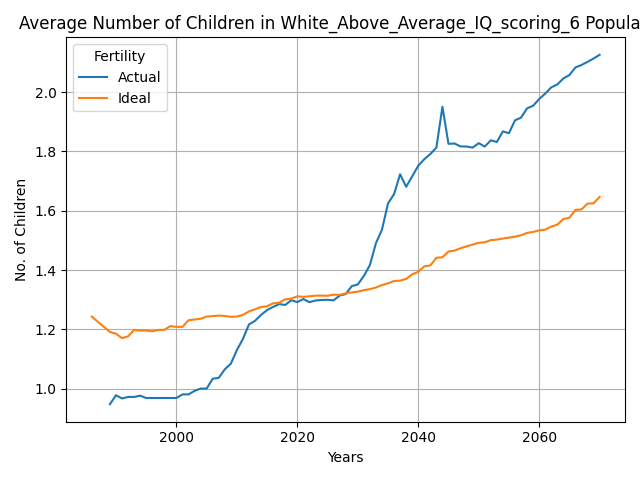 Average Number of Children in White_Above_Average_IQ_scoring_6 Popula
Fertility
Actual
Ideal
2.0
1.8
1.6
1.4
1.2
1.0
No. of Children
2000 2020 2040 2060
Years